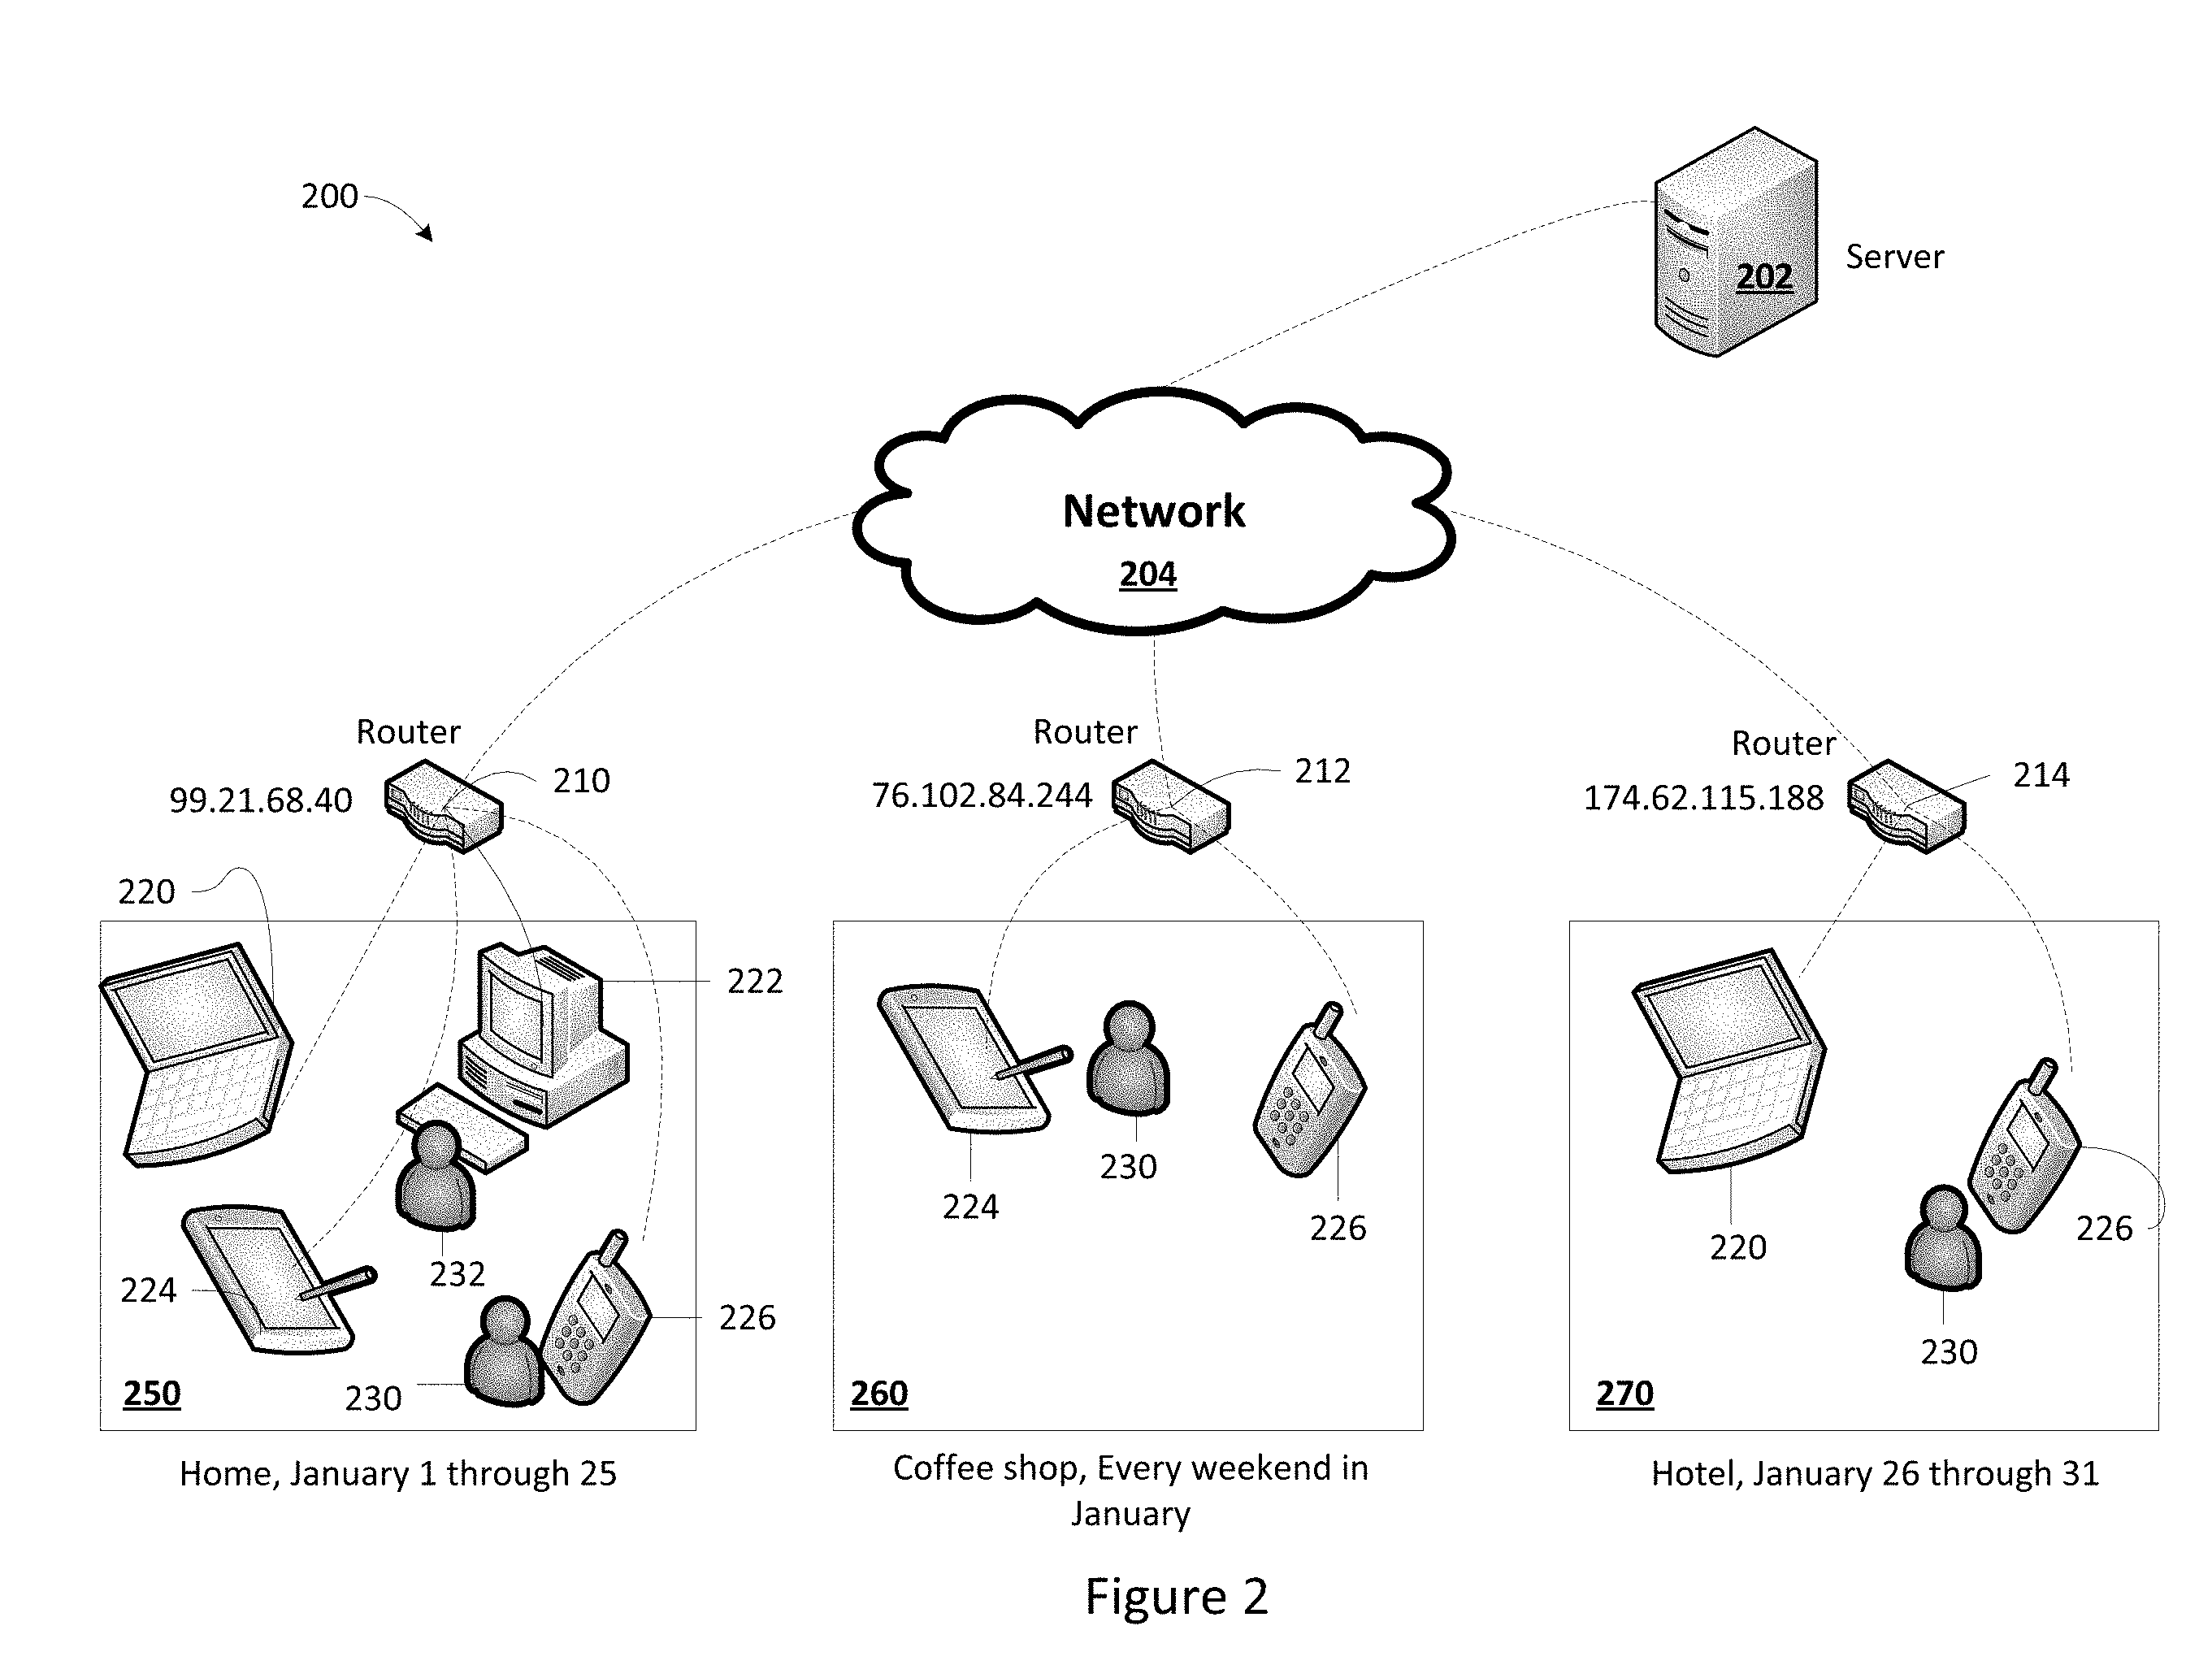 200
202
Server
Network
204
Router
99.21.68.40
210
Router
76.102.84.244
212
Router
174.62.115.188
214
220
222
224
232
230
226
250
Home, January 1 through 25
224
230
226
260
Coffee shop, Every weekend in
January
220
230
226
270
Hotel, January 26 through 31
Figure 2